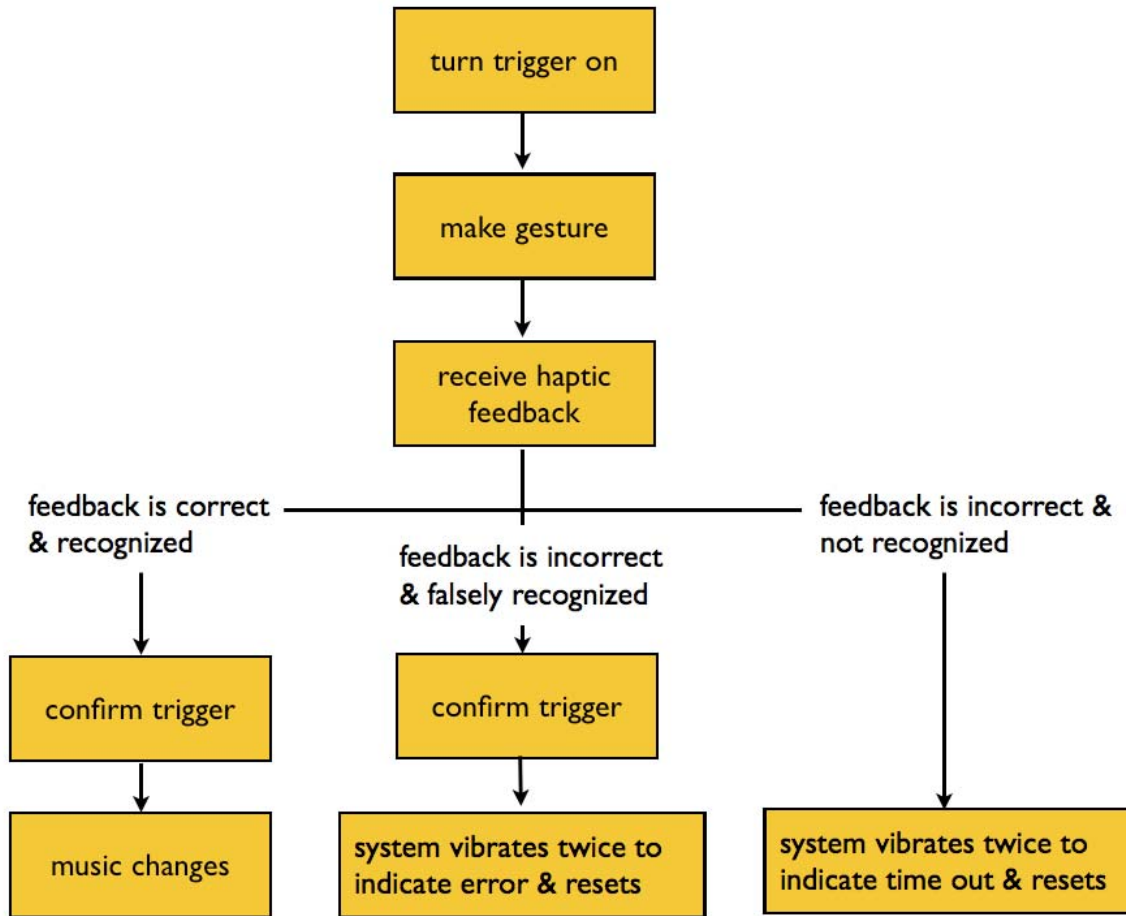 turn trigger on
make gesture
receive haptic
feedback
feedback is correct
& recognized
feedback is incorrect
& falsely recognized
feedback is incorrect &
not recognized
confirm trigger
confirm trigger
music changes
system vibrates twice to
indicate error & resets
system vibrates twice to
indicate time out & resets